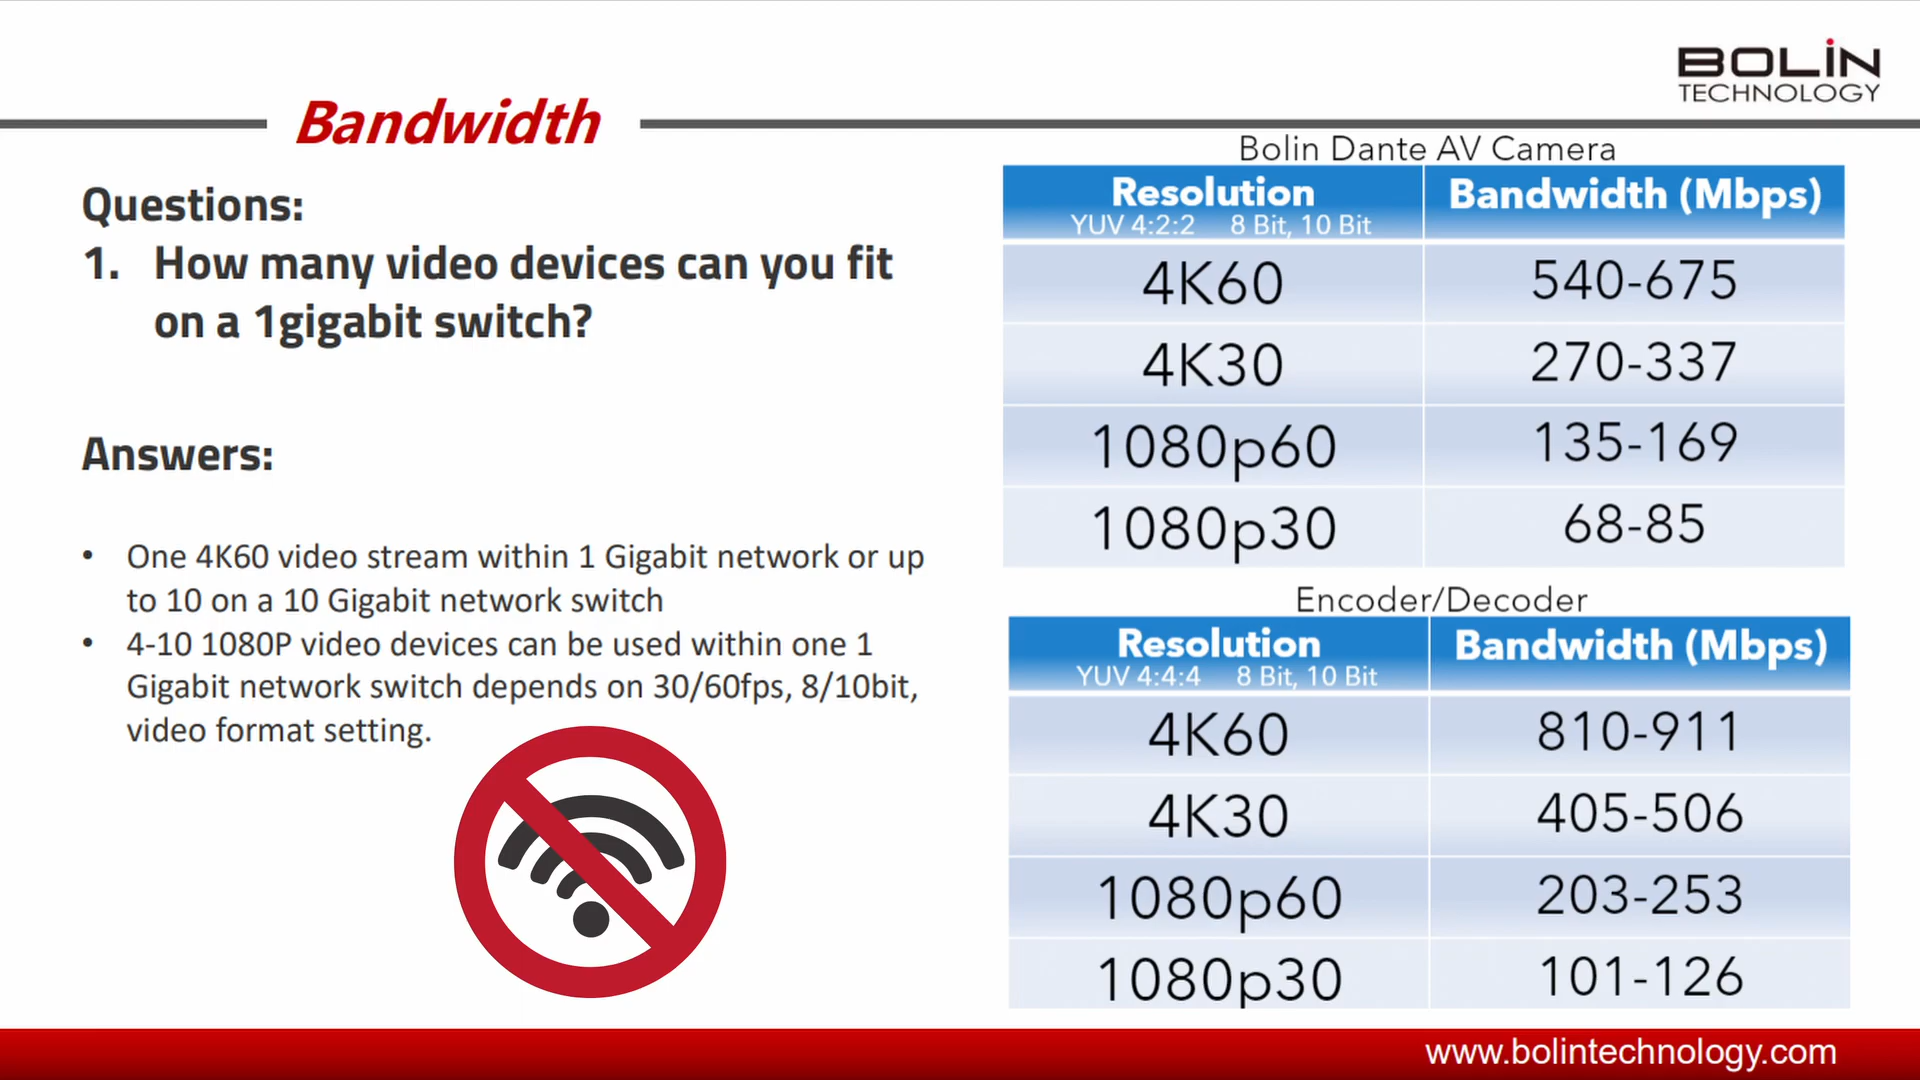 BOLIN
TECHNOLOGY
Bandwidth
Questions:
1. How many video devices can you fit
on a 1gigabit switch?
Answers:
• One 4K60 video stream within 1 Gigabit network or up
to 10 on a 10 Gigabit network switch
• 4-10 1080P video devices can be used within one 1
Gigabit network switch depends on 30/60fps, 8/10bit,
video format setting.
Bolin Dante AV Camera
Resolution Bandwidth (Mbps)
YUV 4:2:2 8 Bit, 10 Bit
4K60 540-675
4K30 270-337
1080p60 135-169
1080p30 68-85
Encoder/Decoder
Resolution Bandwidth (Mbps)
YUV 4:4:4 8 Bit, 10 Bit
4K60 810-911
4K30 405-506
1080p60 203-253
1080p30 101-126
www.bolintechnology.com